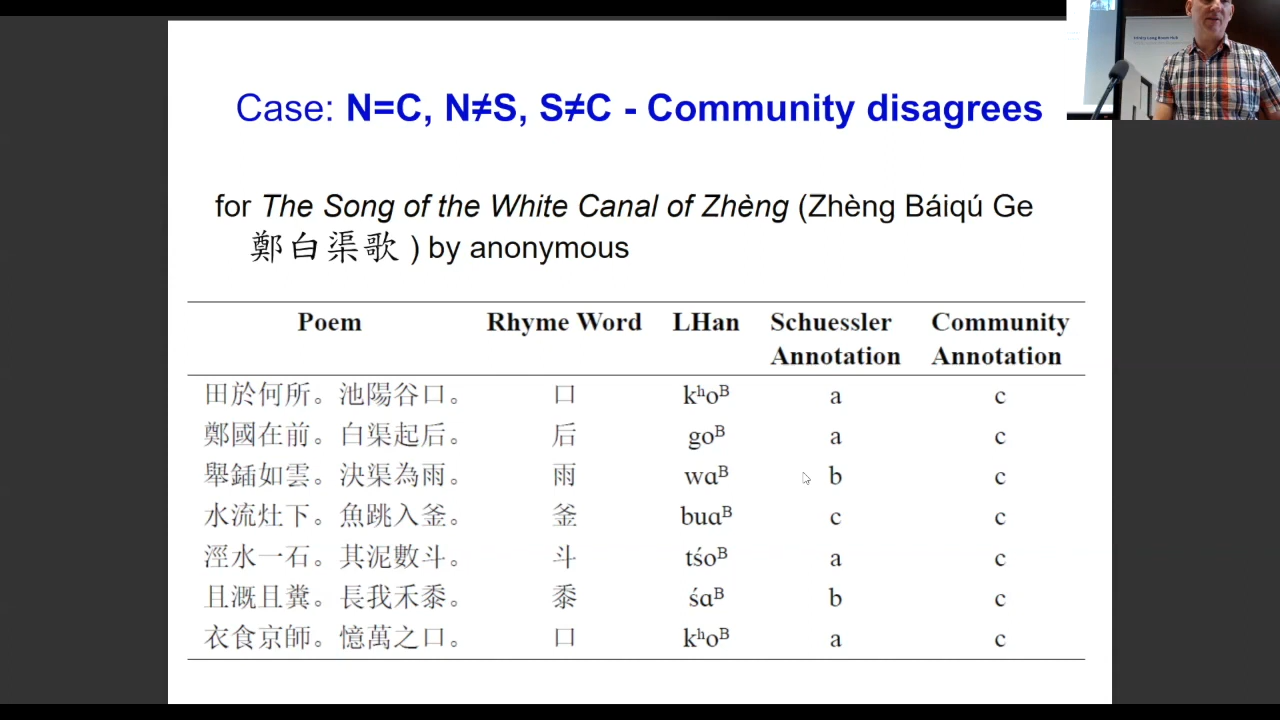 Case: N=C, N≠S, S≠C - Community disagrees
for The Song of the White Canal of Zhèng (Zhèng Báiqú Ge
鄭白渠歌 ) by anonymous
Poem Rhyme Word LHan Schuessler Annotation Community Annotation
田於何所。池陽谷口。 口 kʰoᴮ a c
鄭國在前。白渠起后。 后 goᴮ a c
舉鍤如雲。決渠為雨。 雨 wɑᴮ b c
水流灶下。魚跳入釜。 釜 buɑᴮ c c
涇水一石。其泥數斗。 斗 tśoᴮ a c
且溉且糞。長我禾黍。 黍 śɑᴮ b c
衣食京師。憶萬之口。 口 kʰoᴮ a c